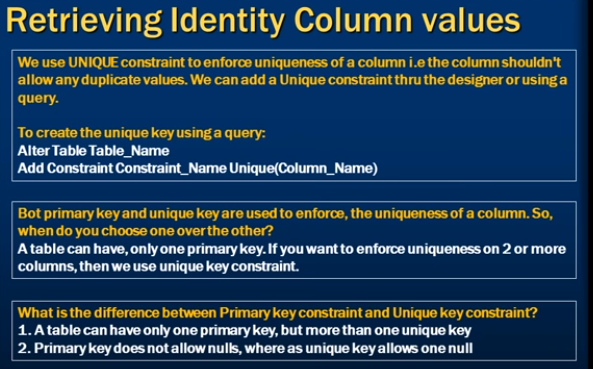 Retrieving Identity Column values
We use UNIQUE constraint to enforce uniqueness of a column i.e the column shouldn't
allow any duplicate values. We can add a Unique constraint thru the designer or using a
query.
To create the unique key using a query:
Alter Table Table_Name
Add Constraint Constraint_Name Unique(Column_Name)
Bot primary key and unique key are used to enforce, the uniqueness of a column. So,
when do you choose one over the other?
A table can have, only one primary key. If you want to enforce uniqueness on 2 or more
columns, then we use unique key constraint.
What is the difference between Primary key constraint and Unique key constraint?
1. A table can have only one primary key, but more than one unique key
2. Primary key does not allow nulls, where as unique key allows one null